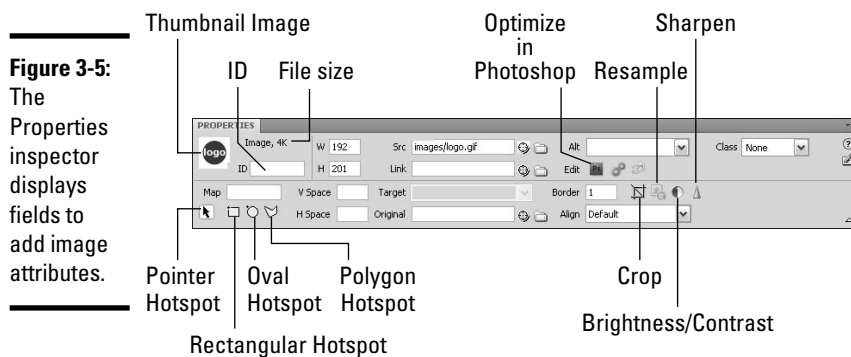 Thumbnail Image
Optimize
in
Photoshop
Sharpen
Figure 3-5:
The
Properties
inspector
displays
fields to
add image
attributes.
ID
File size
Resample
PROPERTIES
logo
Image, 4K
W 192
Src images/logo.gif
Alt
Class None
ID
H 201
Link
Edit Ps
Map
V Space
Target
Border 1
H Space
Original
Align Default
Pointer
Hotspot
Oval
Hotspot
Polygon
Hotspot
Crop
Rectangular Hotspot
Brightness/Contrast